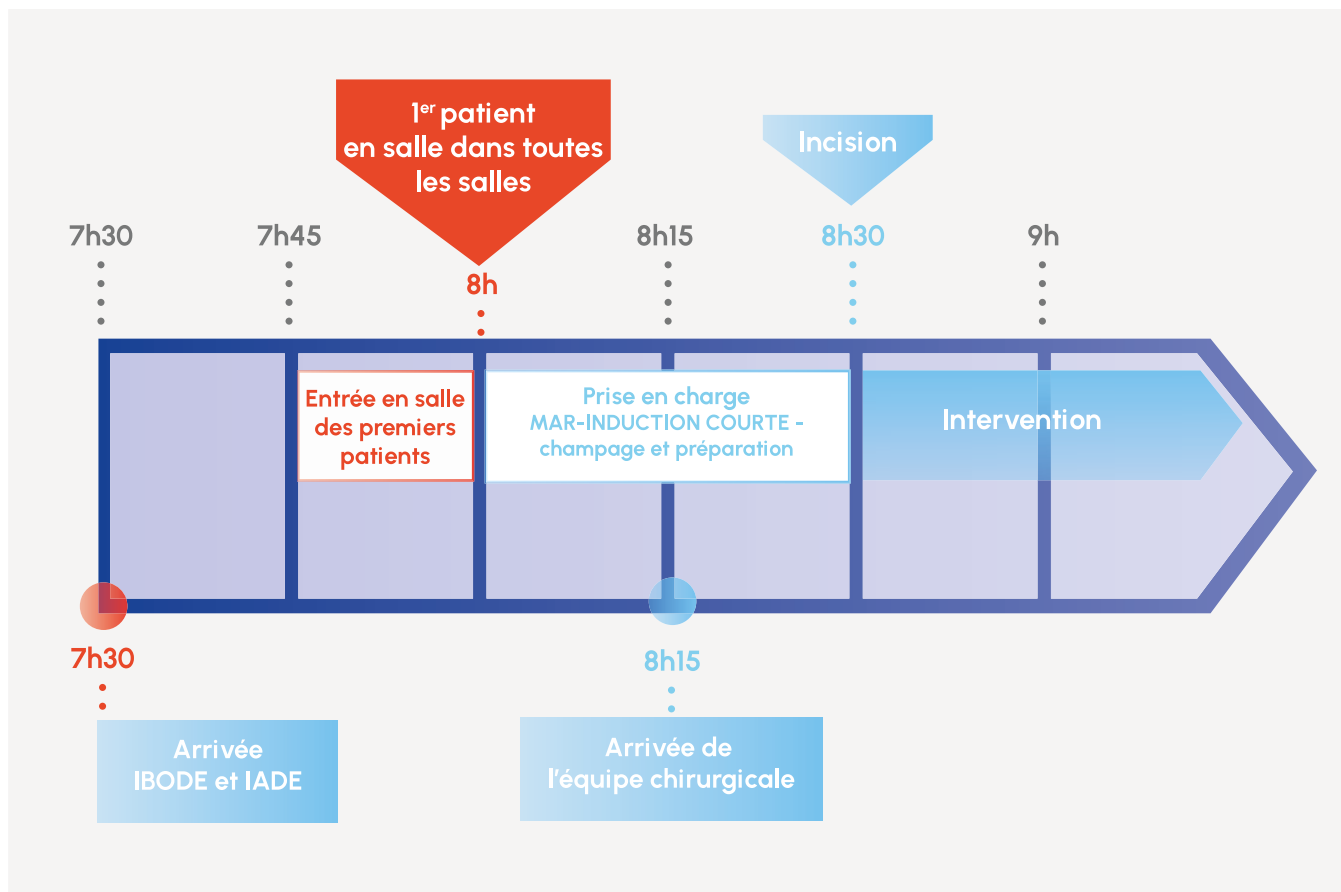 1er patient
en salle dans toutes
les salles
Incision
7h30
7h45
8h
8h15
8h30
9h
Entrée en salle
des premiers
patients
Prise en charge
MAR-INDUCTION COURTE -
champage et préparation
Intervention
7h30
8h15
Arrivée
IBODE et IADE
Arrivée de
l'équipe chirurgicale